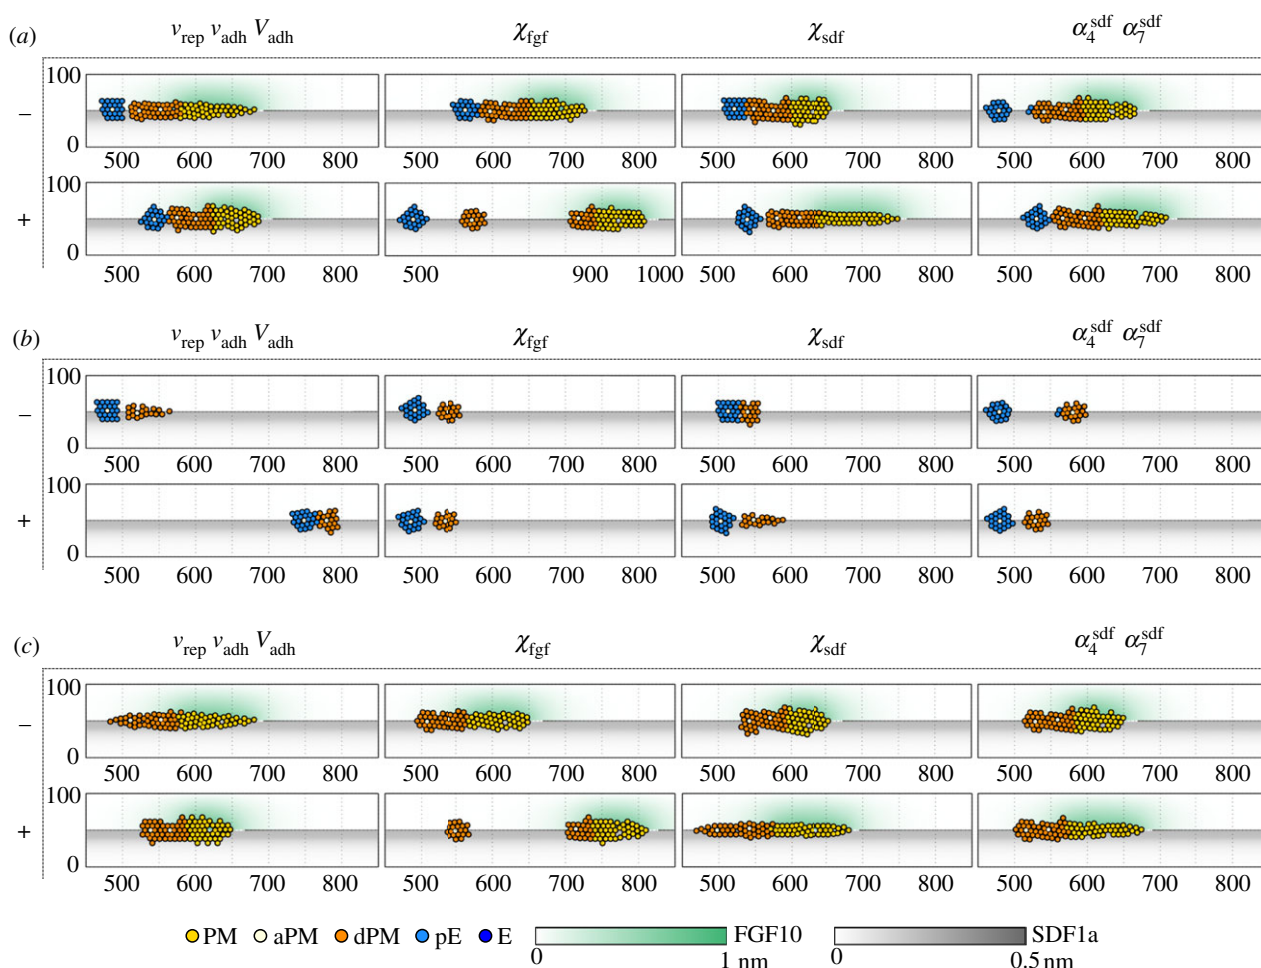 (a) v_rep v_adh V_adh χ_fgf χ_sdf α_4^sdf α_7^sdf
100
− 0
500 600 700 800 500 600 700 800 500 600 700 800 500 600 700 800
100
+ 0
500 600 700 800 500 900 1000 500 600 700 800 500 600 700 800
(b) v_rep v_adh V_adh χ_fgf χ_sdf α_4^sdf α_7^sdf
100
− 0
500 600 700 800 500 600 700 800 500 600 700 800 500 600 700 800
100
+ 0
500 600 700 800 500 600 700 800 500 600 700 800 500 600 700 800
(c) v_rep v_adh V_adh χ_fgf χ_sdf α_4^sdf α_7^sdf
100
− 0
500 600 700 800 500 600 700 800 500 600 700 800 500 600 700 800
100
+ 0
500 600 700 800 500 600 700 800 500 600 700 800 500 600 700 800
PM aPM dPM pE E FGF10 SDF1a
0 1 nm 0 0.5 nm